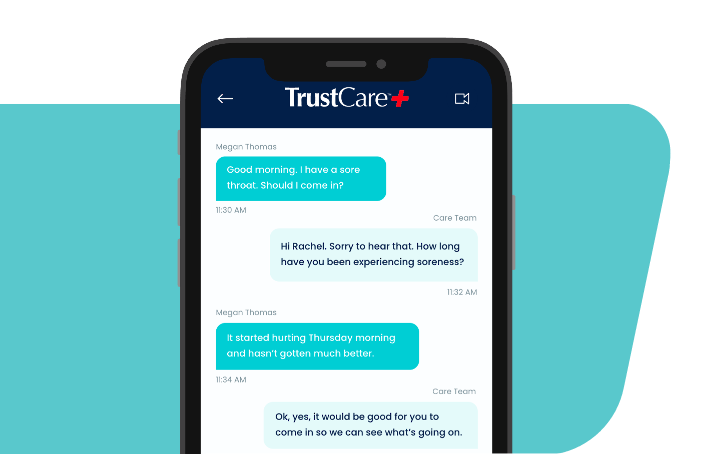 TrustCare™
Megan Thomas
Good morning. I have a sore
throat. Should I come in?
11:30 AM
Care Team
Hi Rachel. Sorry to hear that. How long
have you been experiencing soreness?
11:32 AM
Megan Thomas
It started hurting Thursday morning
and hasn't gotten much better.
11:34 AM
Care Team
Ok, yes, it would be good for you to
come in so we can see what's going on.